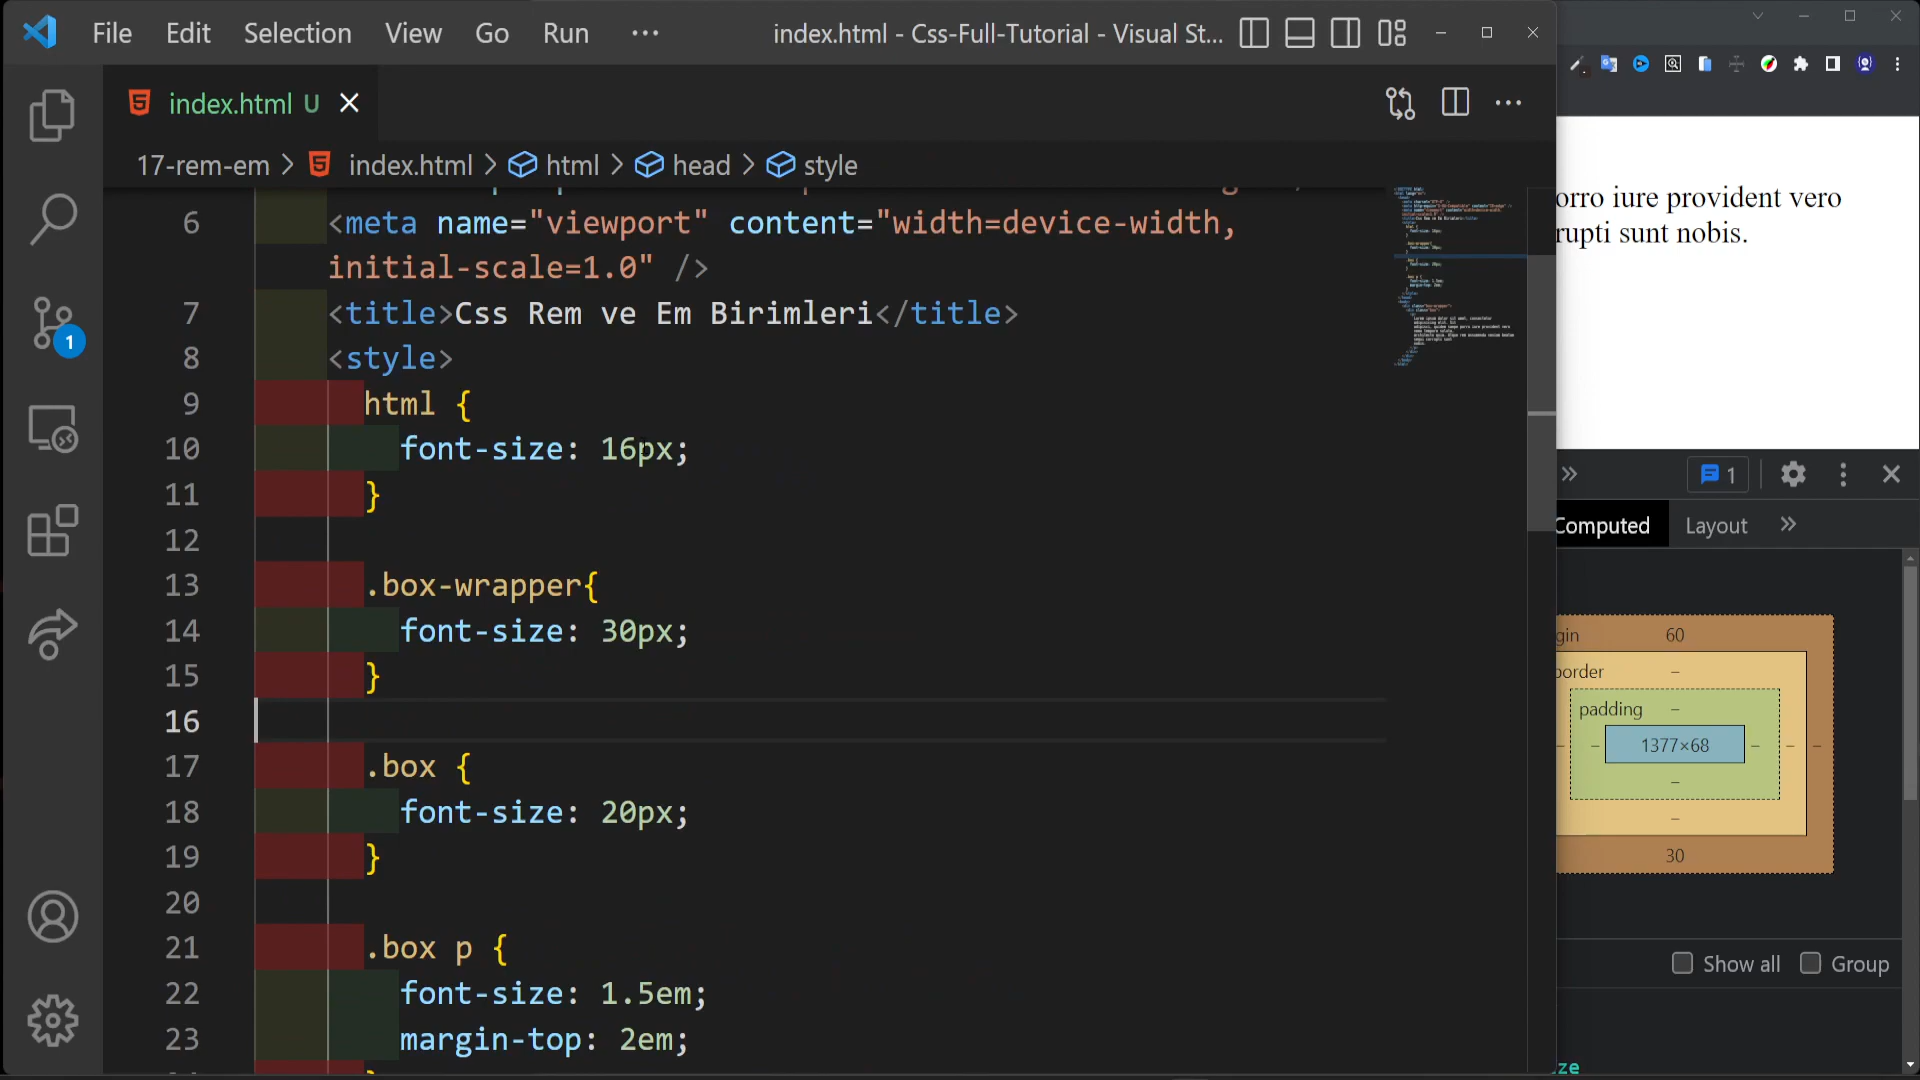 File Edit Selection View Go Run ··· index.html - Css-Full-Tutorial - Visual St...
index.html U
17-rem-em > index.html > html > head > style
6 <meta name="viewport" content="width=device-width,
initial-scale=1.0" />
7 <title>Css Rem ve Em Birimleri</title>
8 <style>
9 html {
10 font-size: 16px;
11 }
12
13 .box-wrapper{
14 font-size: 30px;
15 }
16
17 .box {
18 font-size: 20px;
19 }
20
21 .box p {
22 font-size: 1.5em;
23 margin-top: 2em;
1
orro iure provident vero
rupti sunt nobis.
1
Computed Layout
gin 60
border –
padding –
– – 1377×68 – – –
–
–
30
Show all Group
ze